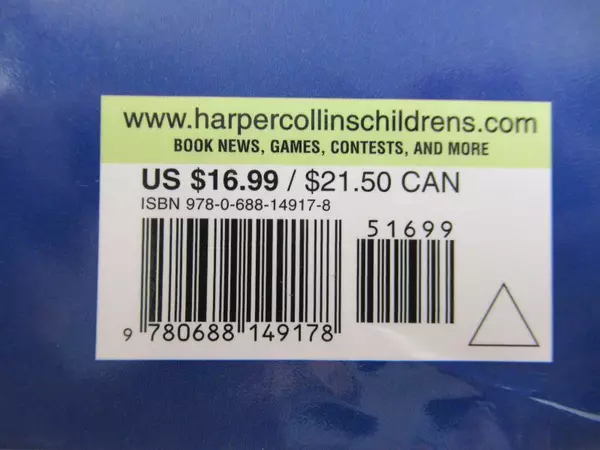 www.harpercollinschildrens.com
BOOK NEWS, GAMES, CONTESTS, AND MORE
US $16.99 / $21.50 CAN
ISBN 978-0-688-14917-8
51699
9 780688 149178